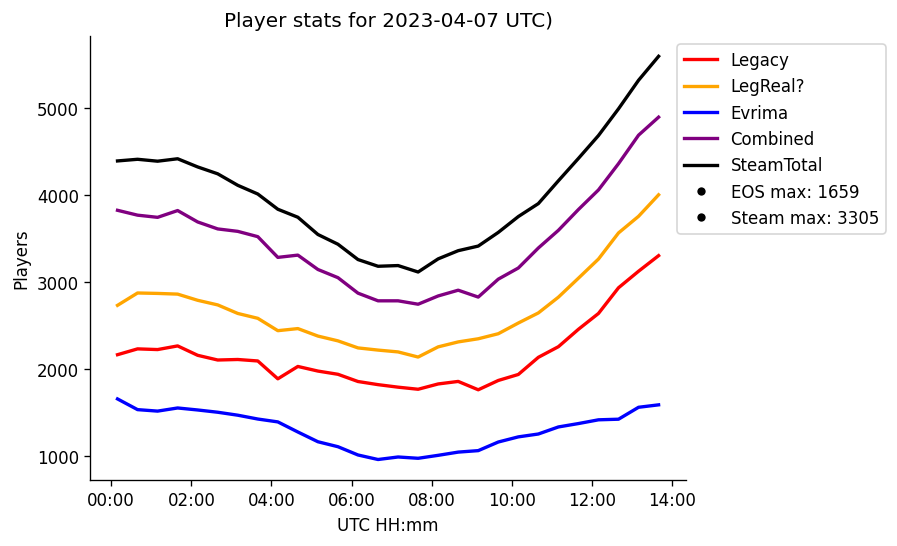 Player stats for 2023-04-07 UTC)
Legacy
LegReal?
Evrima
Combined
SteamTotal
EOS max: 1659
Steam max: 3305
Players
5000
4000
3000
2000
1000
00:00 02:00 04:00 06:00 08:00 10:00 12:00 14:00
UTC HH:mm